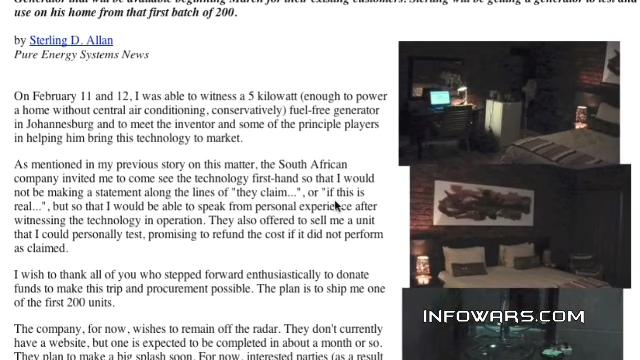 Generator that will be available beginning March for their existing customers. Sterling will be getting a generator to test and
use on his home from that first batch of 200.
by Sterling D. Allan
Pure Energy Systems News
On February 11 and 12, I was able to witness a 5 kilowatt (enough to power
a home without central air conditioning, conservatively) fuel-free generator
in Johannesburg and to meet the inventor and some of the principle players
in helping him bring this technology to market.
As mentioned in my previous story on this matter, the South African
company invited me to come see the technology first-hand so that I would
not be making a statement along the lines of "they claim...", or "if this is
real...", but so that I would be able to speak from personal experience after
witnessing the technology in operation. They also offered to sell me a unit
that I could personally test, promising to refund the cost if it did not perform
as claimed.
I wish to thank all of you who stepped forward enthusiastically to donate
funds to make this trip and procurement possible. The plan is to ship me one
of the first 200 units.
INFOWARS.COM
The company, for now, wishes to remain off the radar. They don't currently
have a website, but one is expected to be completed in about a month or so.
They plan to make a big splash soon. For now, interested parties (as a result